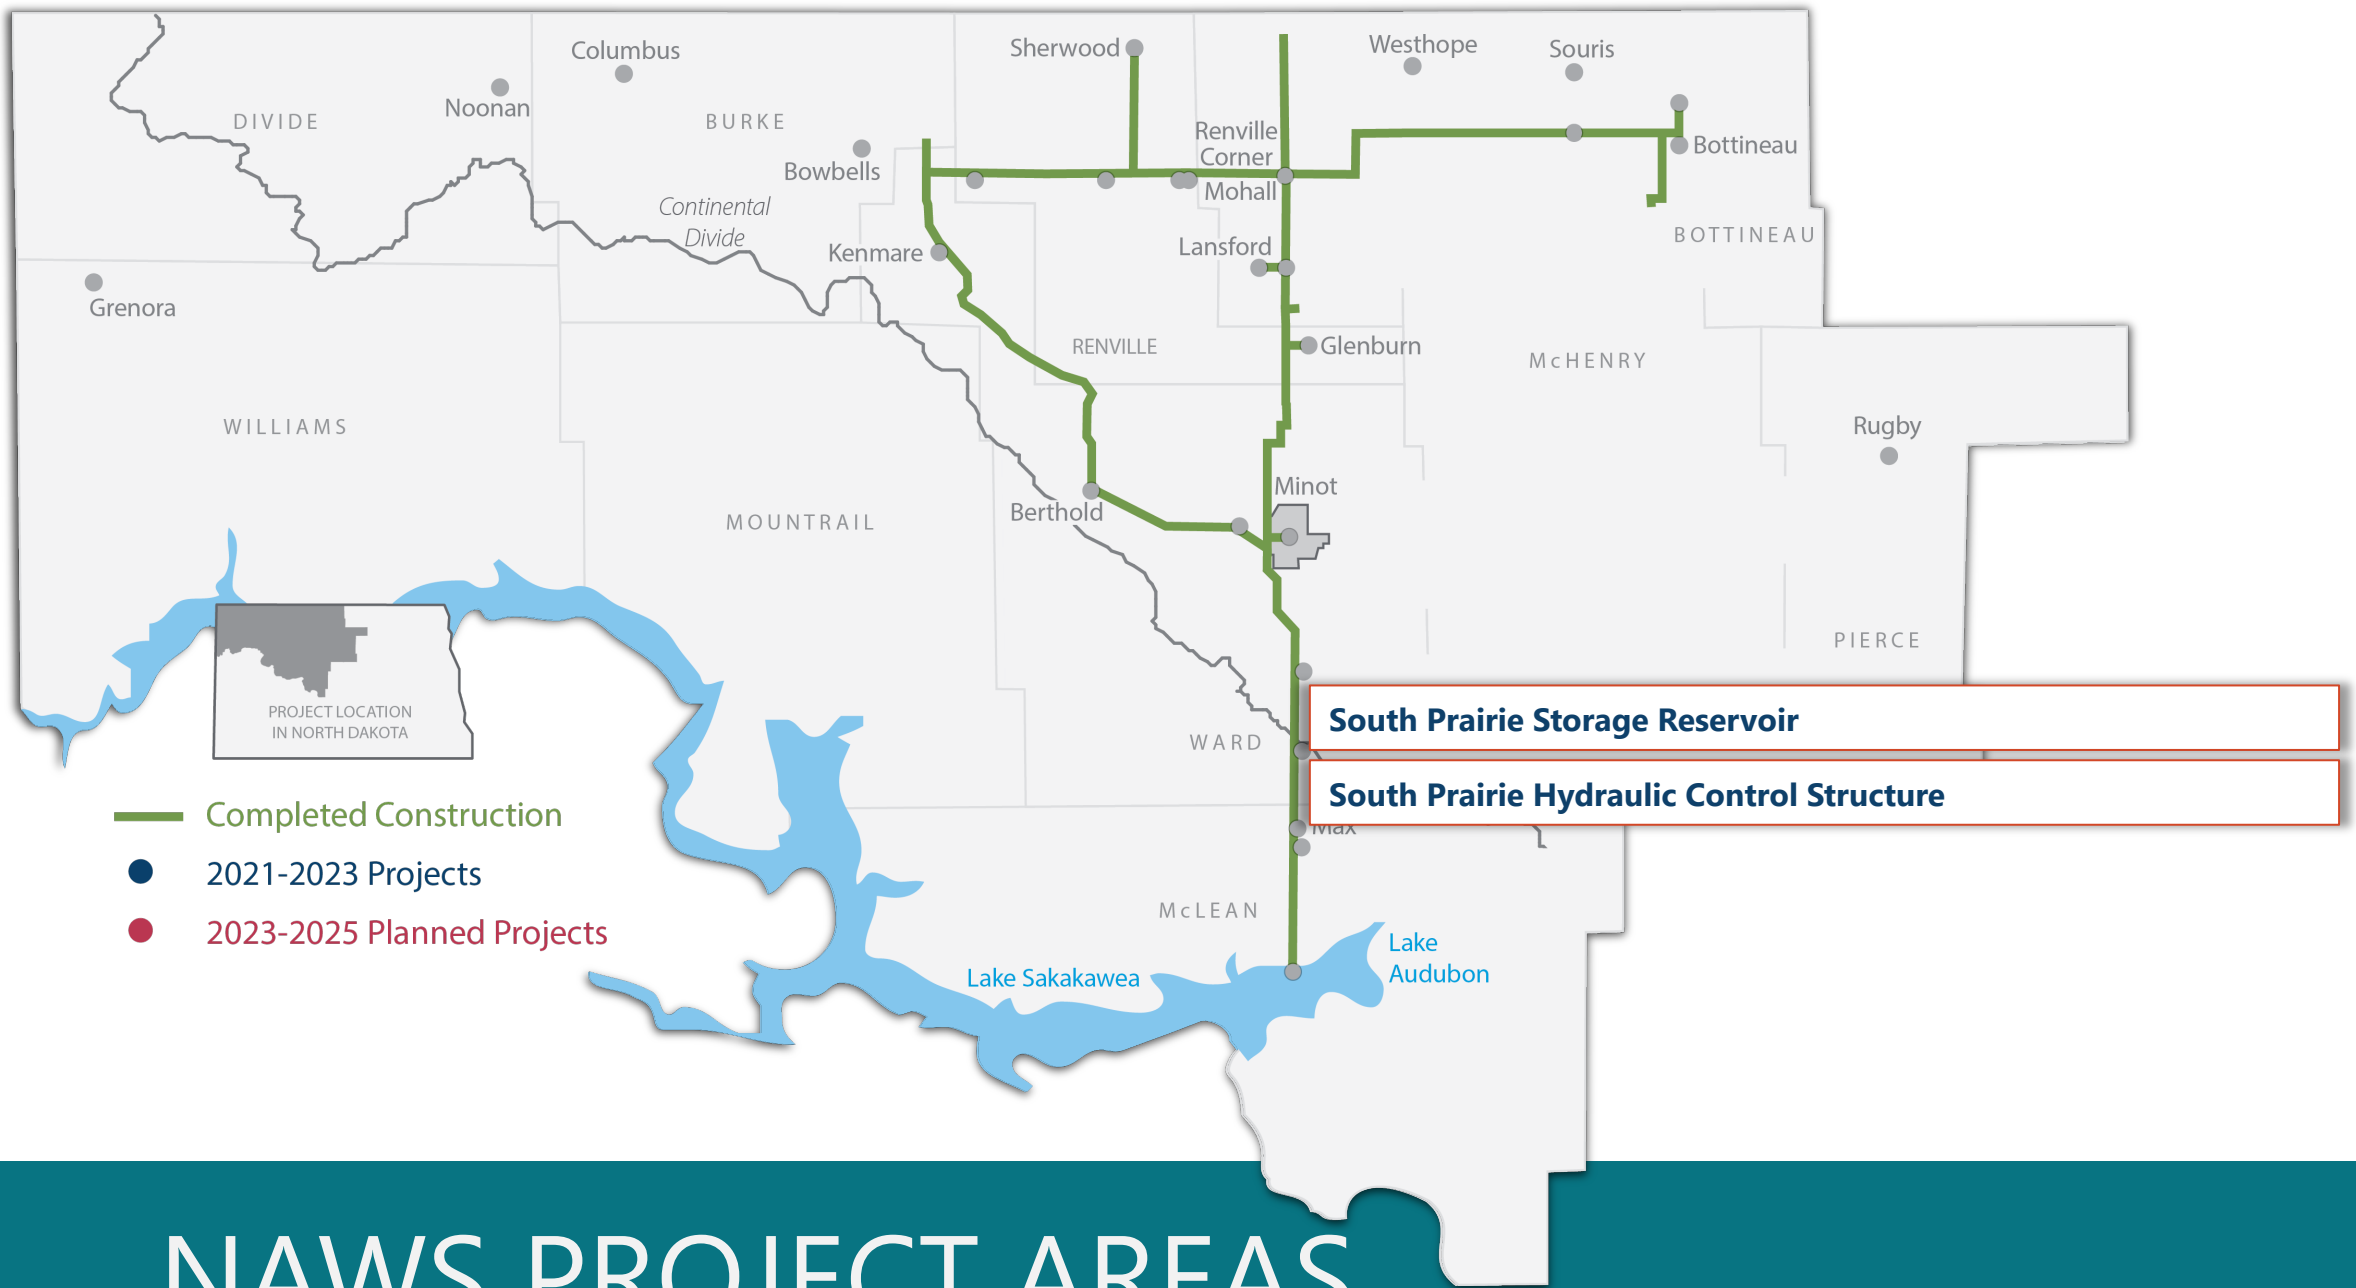 Columbus
Sherwood
Westhope
Souris
Noonan
DIVIDE
BURKE
Renville
Corner
Bottineau
Bowbells
Mohall
Continental
Divide
BOTTINEAU
Kenmare
Lansford
Grenora
RENVILLE
Glenburn
McHENRY
WILLIAMS
Rugby
Minot
Berthold
MOUNTRAIL
PIERCE
PROJECT LOCATION
IN NORTH DAKOTA
South Prairie Storage Reservoir
WARD
South Prairie Hydraulic Control Structure
Max
Completed Construction
2021-2023 Projects
2023-2025 Planned Projects
McLEAN
Lake
Audubon
Lake Sakakawea
NAWS PROJECT AREAS